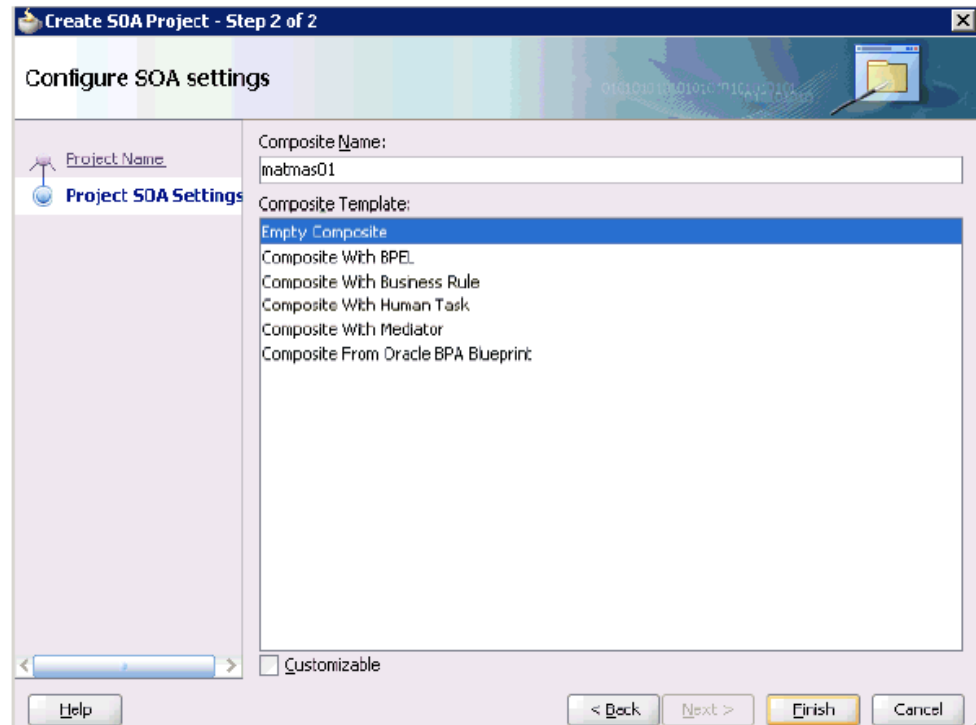 Create SOA Project - Step 2 of 2
Configure SOA settings
Project Name
Project SOA Settings
Composite Name:
matmas01
Composite Template:
Empty Composite
Composite With BPEL
Composite With Business Rule
Composite With Human Task
Composite With Mediator
Composite From Oracle BPA Blueprint
Customizable
Help
< Back
Next >
Finish
Cancel